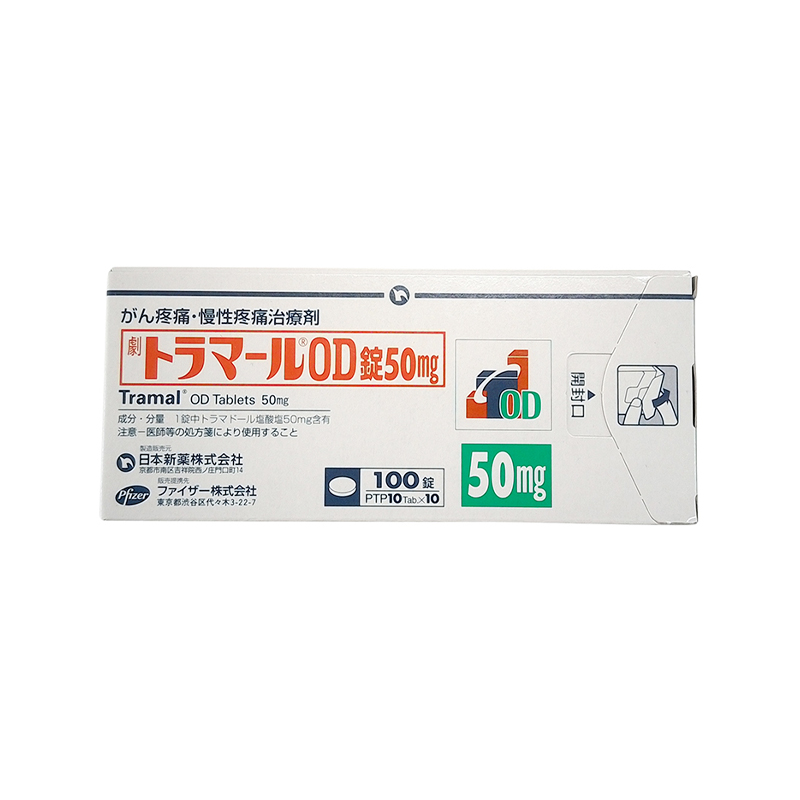 がん疼痛・慢性疼痛治療剤
劇 トラマール®OD錠50mg
Tramal® OD Tablets 50mg
成分・分量 1錠中トラマドール塩酸塩50mg含有
注意−医師等の処方箋により使用すること
製造販売元
日本新薬株式会社
京都市南区吉祥院西ノ庄門口町14
販売提携先
Pfizer ファイザー株式会社
東京都渋谷区代々木3-22-7
100錠
PTP10Tab.×10
OD
50mg
開封口